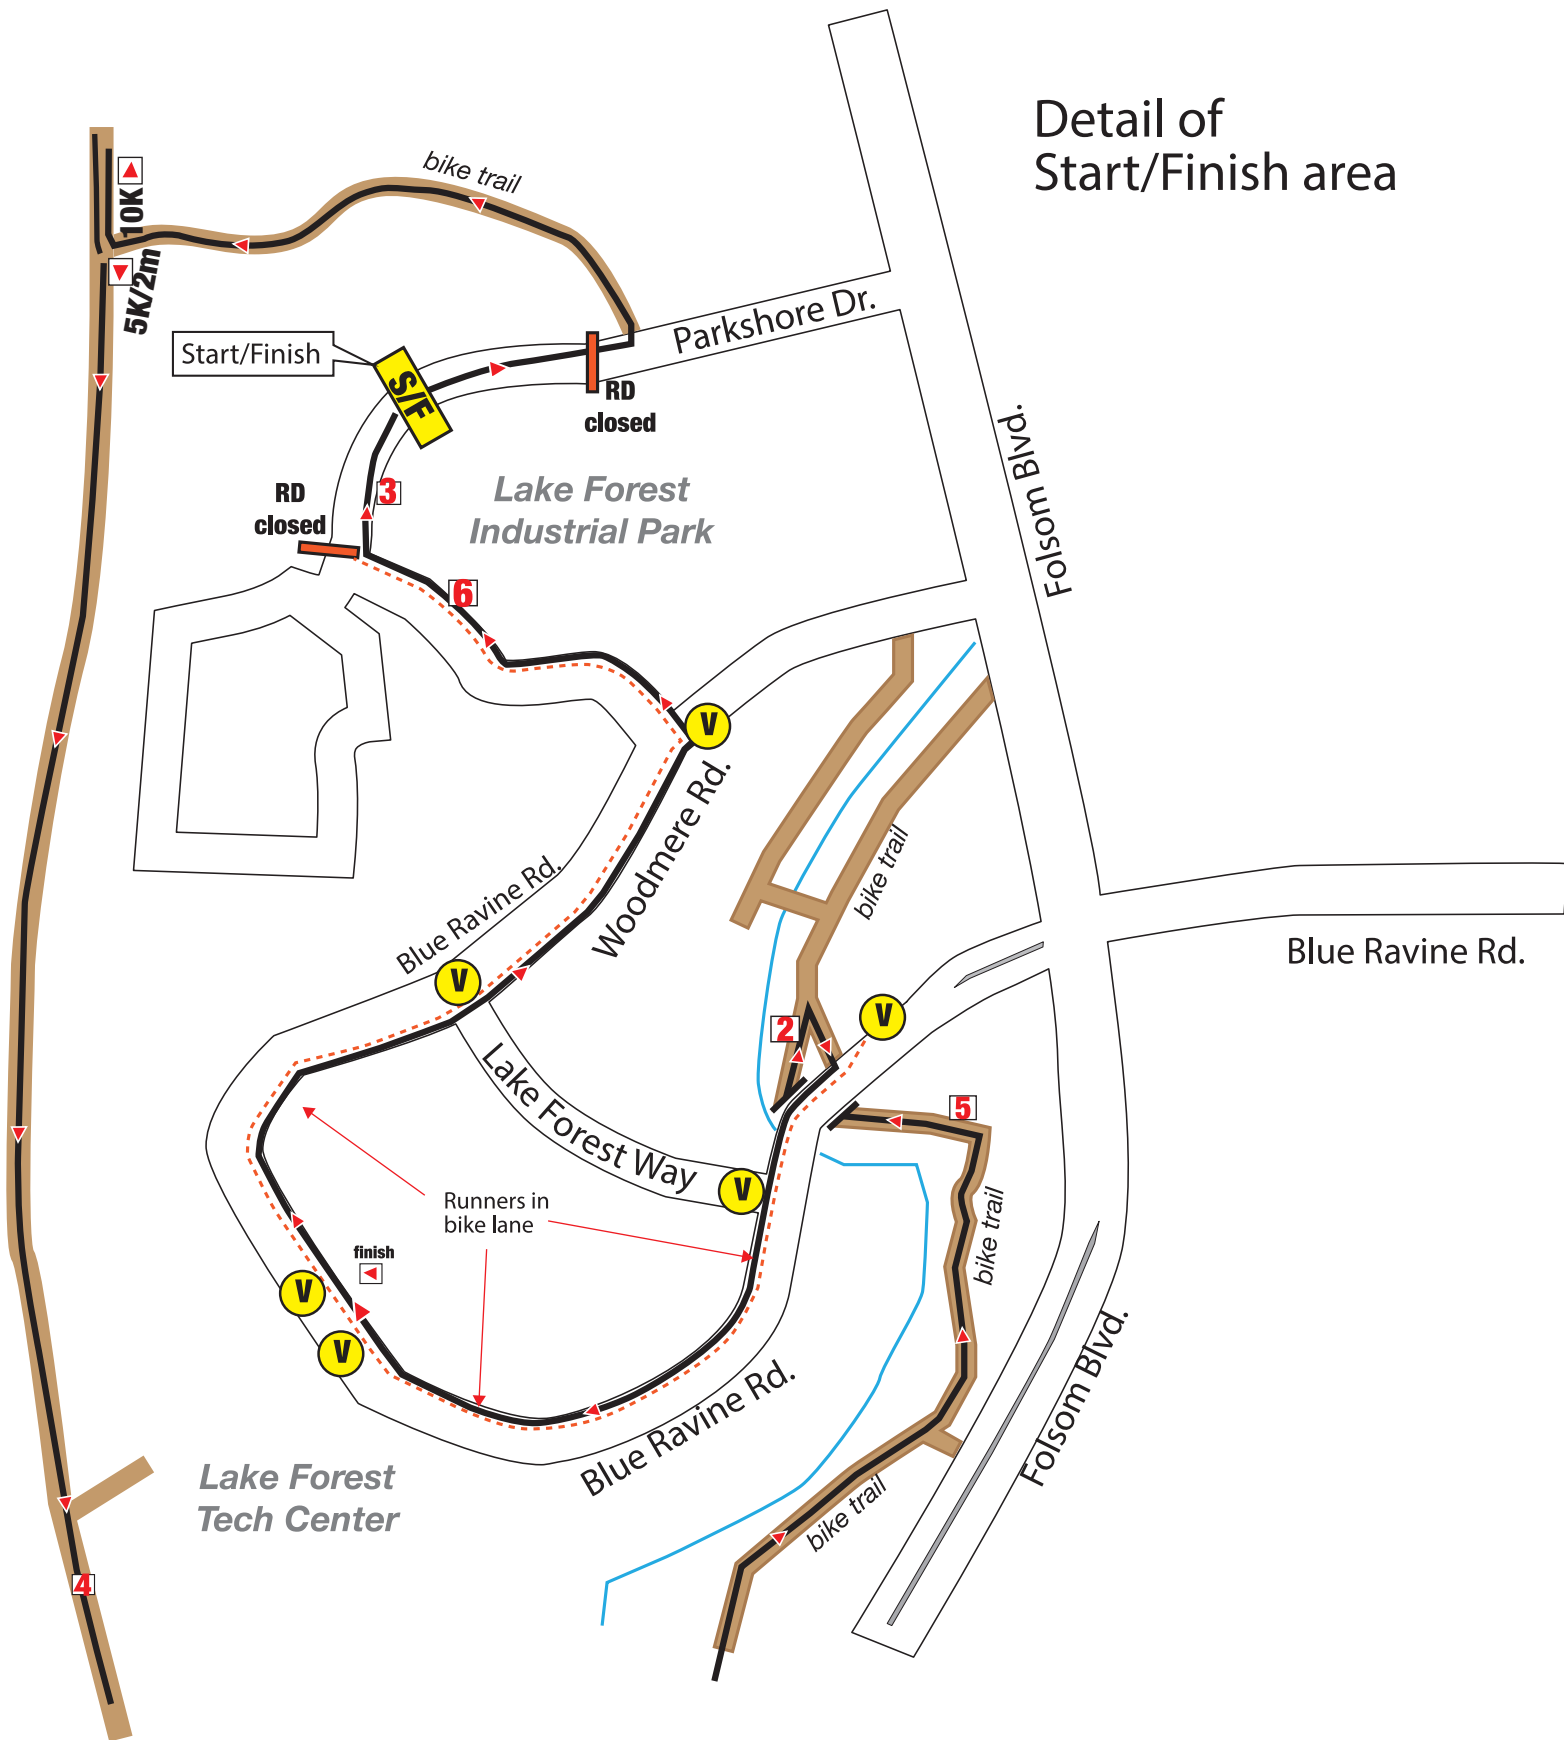 Detail of
Start/Finish area
bike trail
10K
5K/2m
Start/Finish
S/F
Parkshore Dr.
RD
closed
Folsom Blvd.
Lake Forest
Industrial Park
3
RD
closed
6
V
Woodmere Rd.
bike trail
Blue Ravine Rd.
Blue Ravine Rd.
V
V
2
Lake Forest Way
5
V
Runners in
bike lane
bike trail
finish
V
V
Blue Ravine Rd.
Folsom Blvd.
Lake Forest
Tech Center
bike trail
4